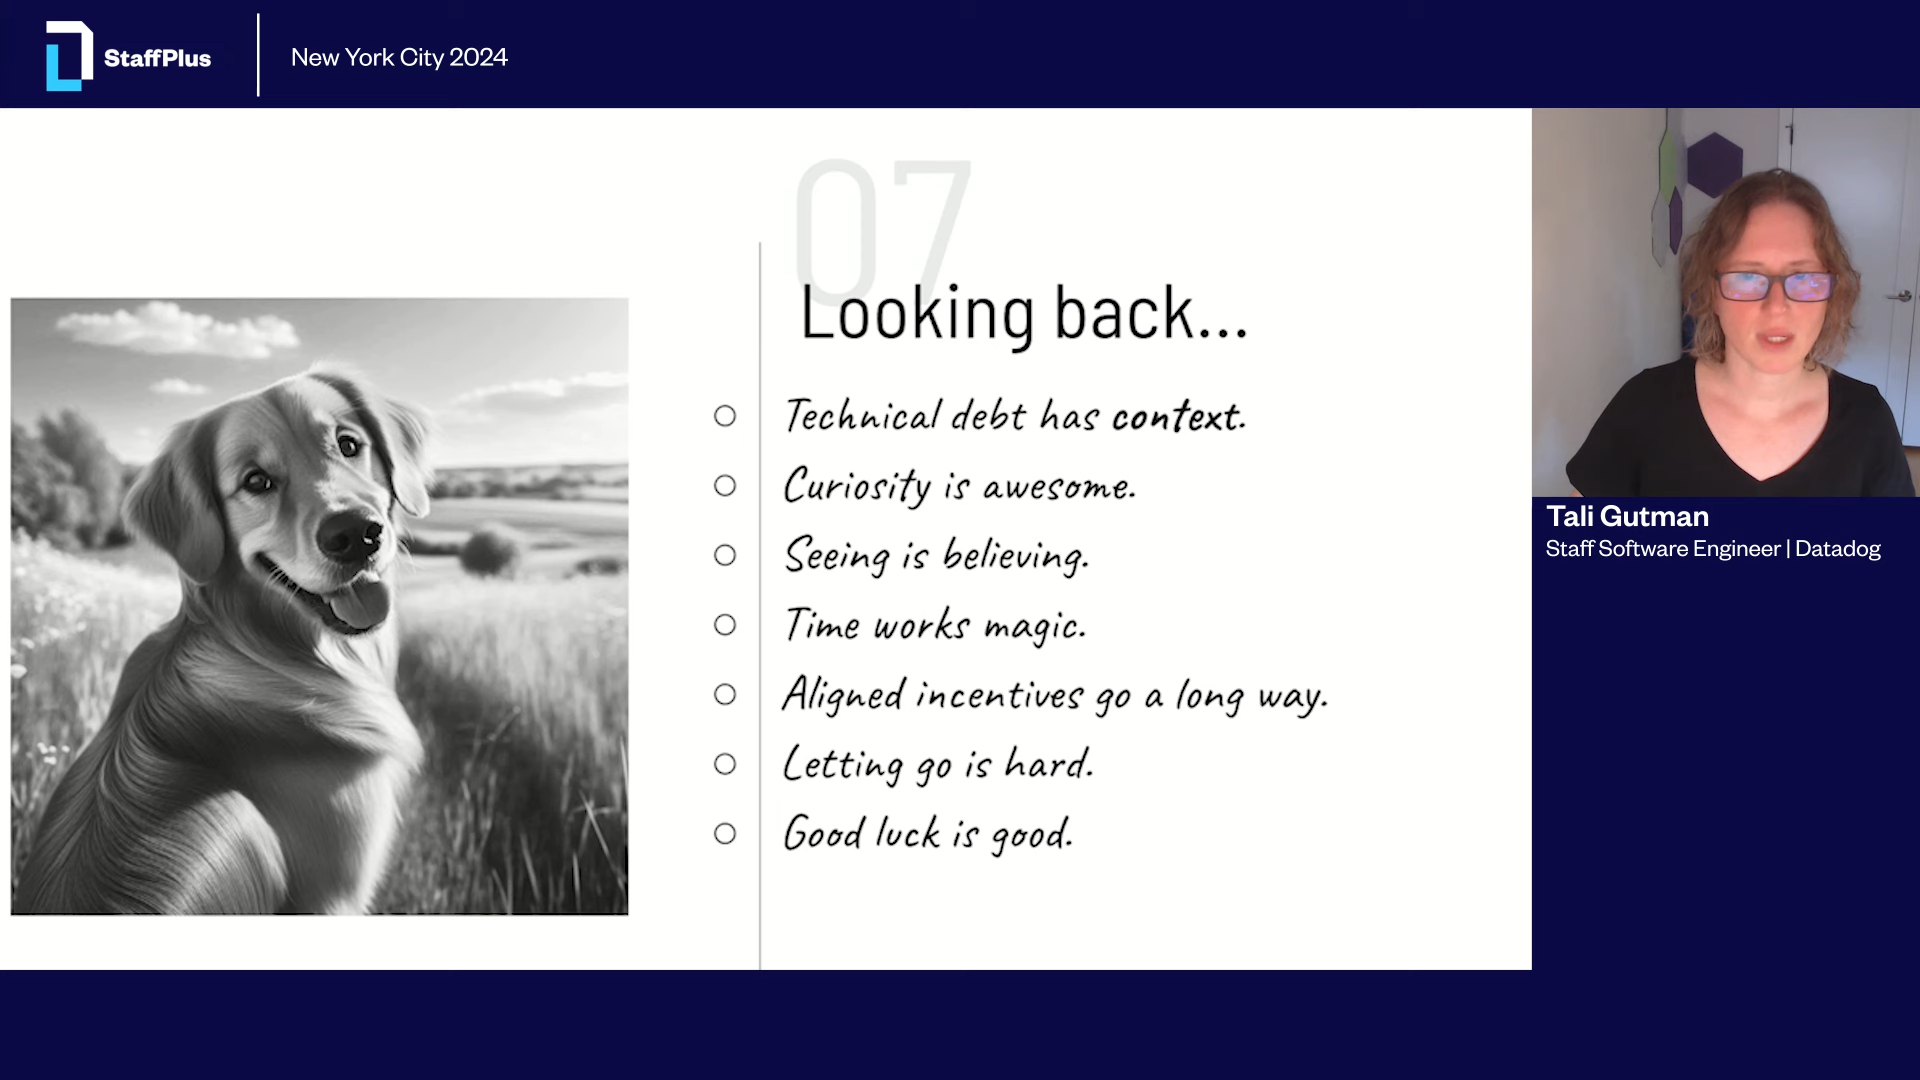 StaffPlus
New York City 2024
07
Looking back...
Technical debt has context.
Curiosity is awesome.
Seeing is believing.
Time works magic.
Aligned incentives go a long way.
Letting go is hard.
Good luck is good.
Tali Gutman
Staff Software Engineer | Datadog